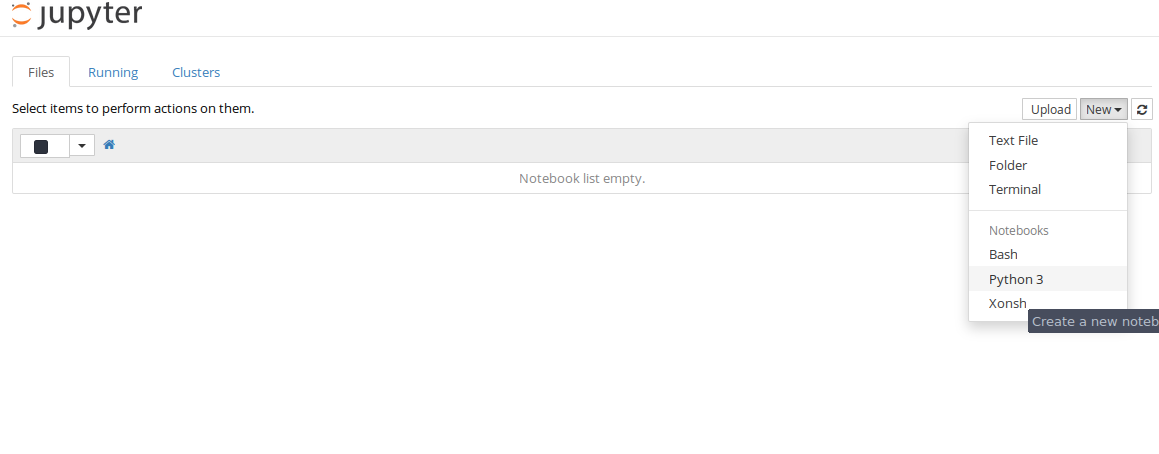 jupyter
Files Running Clusters
Select items to perform actions on them. Upload New
Notebook list empty.
Text File
Folder
Terminal
Notebooks
Bash
Python 3
Xonsh
Create a new noteb